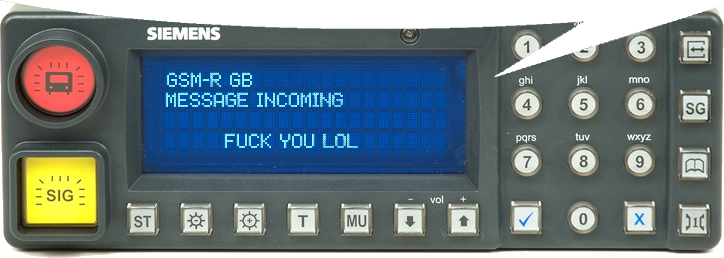 SIEMENS
GSM-R GB
MESSAGE INCOMING
FUCK YOU LOL
1
3
ghi
jkl
mno
4
5
6
SG
pqrs
tuv
wxyz
7
8
9
SIG
- vol +
ST
T
MU
0
X